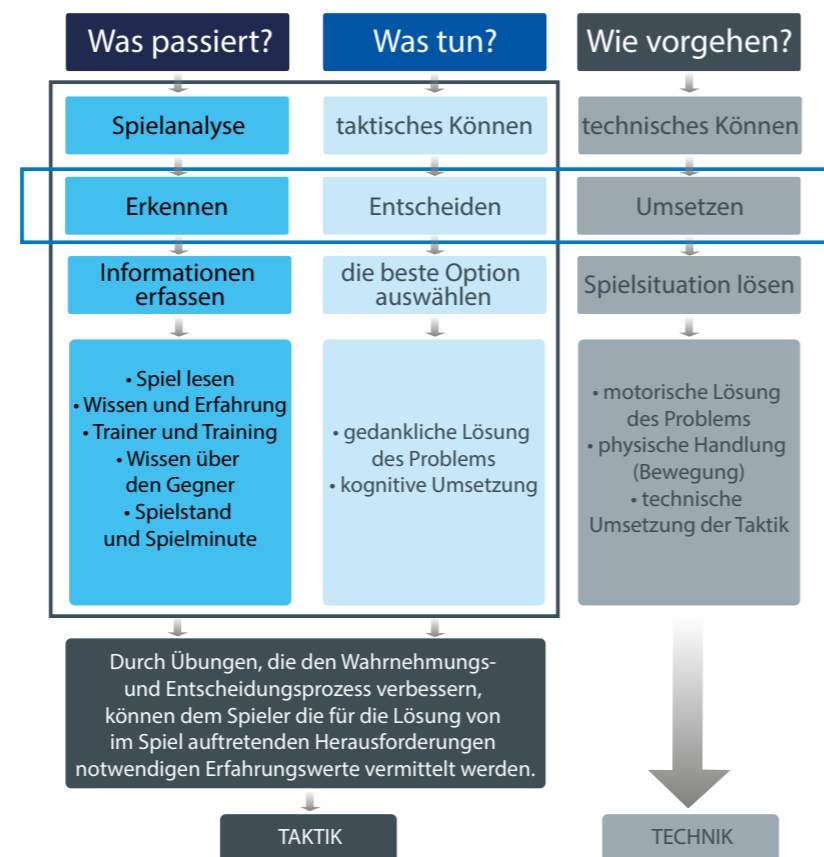 Was passiert?
Was tun?
Wie vorgehen?
Spielanalyse
taktisches Können
technisches Können
Erkennen
Entscheiden
Umsetzen
Informationen
erfassen
die beste Option
auswählen
Spielsituation lösen
• Spiel lesen
• Wissen und Erfahrung
• Trainer und Training
• Wissen über
den Gegner
• Spielstand
und Spielminute
• gedankliche Lösung
des Problems
• kognitive Umsetzung
• motorische Lösung
des Problems
• physische Handlung
(Bewegung)
• technische
Umsetzung der Taktik
Durch Übungen, die den Wahrnehmungs-
und Entscheidungsprozess verbessern,
können dem Spieler die für die Lösung von
im Spiel auftretenden Herausforderungen
notwendigen Erfahrungswerte vermittelt werden.
TAKTIK
TECHNIK